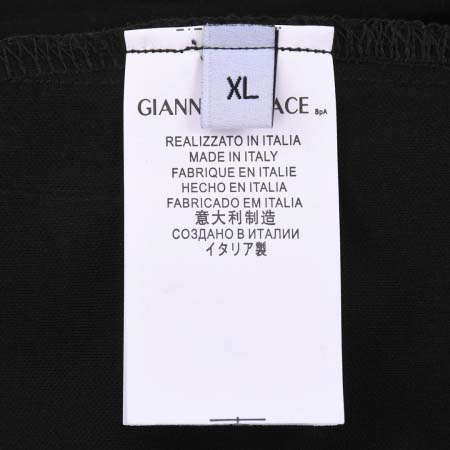 XL
GIANN ACE
SpA
REALIZZATO IN ITALIA
MADE IN ITALY
FABRIQUE EN ITALIE
HECHO EN ITALIA
FABRICADO EM ITALIA
意大利制造
СОЗДАНО В ИТАЛИИ
イタリア製